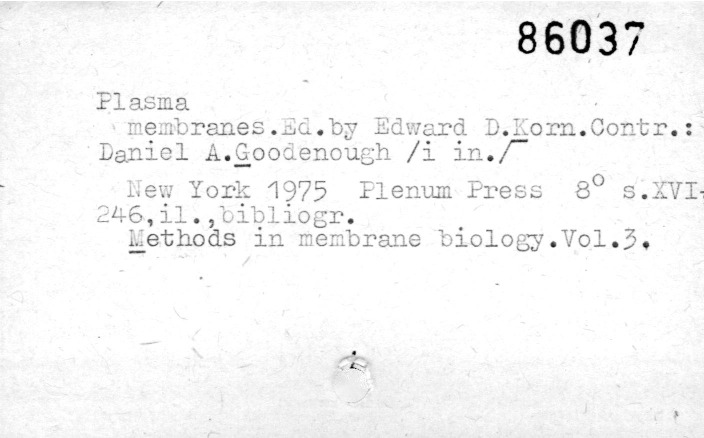 86037
Plasma
membranes.Ed.by Edward D.Korn.Contr.:
Daniel A.Goodenough /i in./
New York 1975 Plenum Press 8° s.XVI-
246,il.,bibliogr.
Methods in membrane biology.Vol.3.